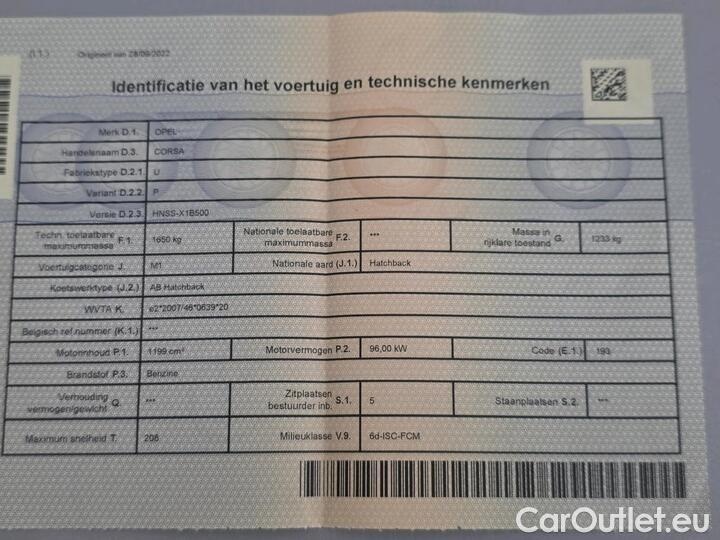 (I.1.) Origineel van 28/09/2022
Identificatie van het voertuig en technische kenmerken
Merk D.1. OPEL
Handelsnaam D.3. CORSA
Fabriekstype D.2.1. U
Variant D.2.2. P
Versie D.2.3. HNSS-X1B500
Techn. toelaatbare maximummassa F.1. 1650 kg Nationale toelaatbare maximummassa F.2. *** Massa in rijklare toestand G. 1233 kg
Voertuigcategorie J. M1 Nationale aard (J.1.) Hatchback
Koetswerktype (J.2.) AB Hatchback
WVTA K. e2*2007/46*0639*20
Belgisch ref.nummer (K.1.) ***
Motorinhoud P.1. 1199 cm³ Motorvermogen P.2. 96,00 kW Code (E.1.) 193
Brandstof P.3. Benzine
Verhouding vermogen/gewicht Q. *** Zitplaatsen bestuurder inb. S.1. 5 Staanplaatsen S.2. ***
Maximum snelheid T. 208 Milieuklasse V.9. 6d-ISC-FCM
CarOutlet.eu